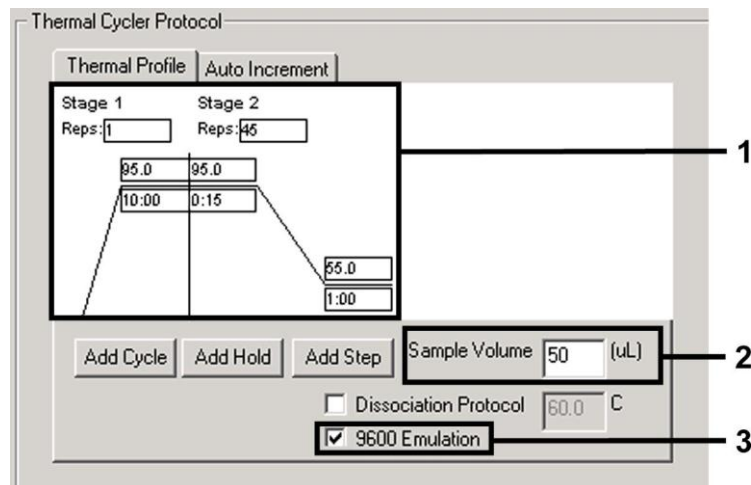 Thermal Cycler Protocol
Thermal Profile Auto Increment
Stage 1 Stage 2
Reps: 1 Reps: 45
1
95.0 95.0
10:00 0:15
55.0
1:00
Add Cycle Add Hold Add Step Sample Volume 50 (uL) 2
Dissociation Protocol 60.0 C
9600 Emulation 3